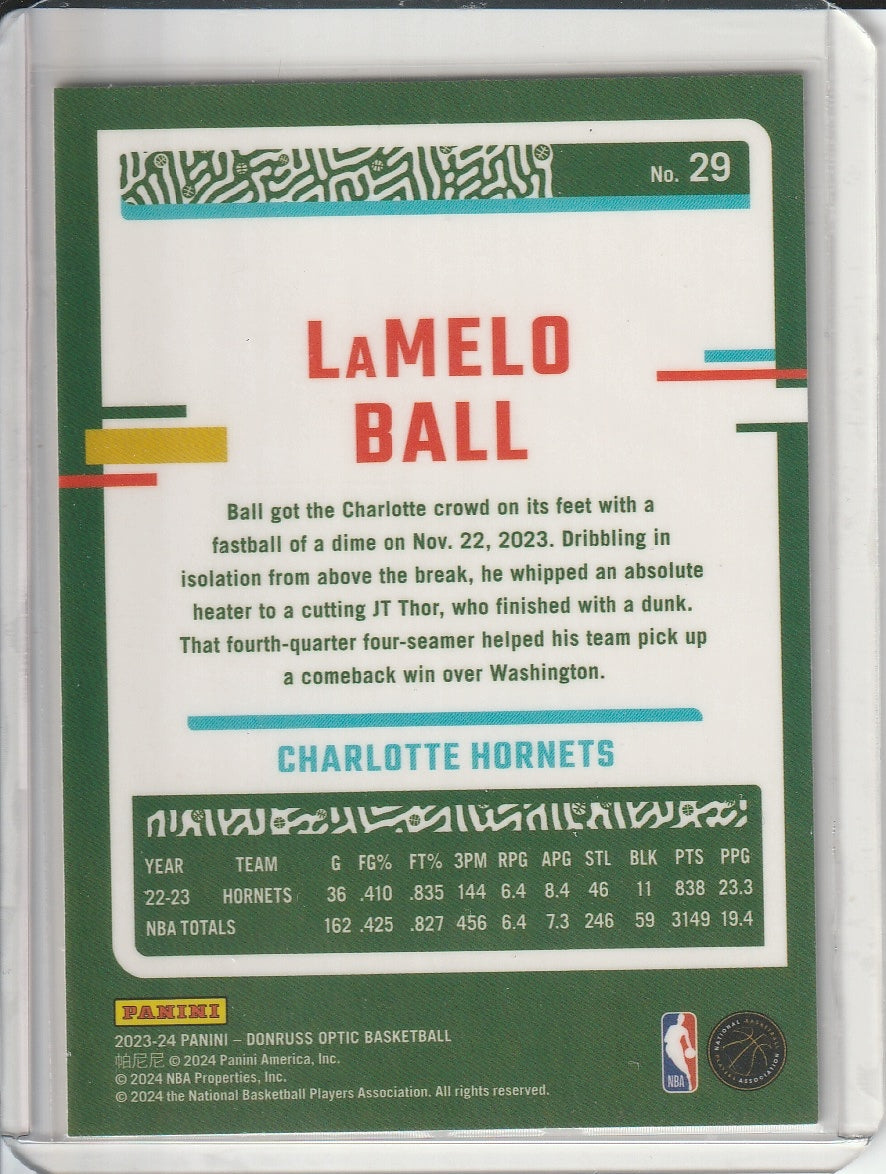 No. 29
LaMELO
BALL
Ball got the Charlotte crowd on its feet with a
fastball of a dime on Nov. 22, 2023. Dribbling in
isolation from above the break, he whipped an absolute
heater to a cutting JT Thor, who finished with a dunk.
That fourth-quarter four-seamer helped his team pick up
a comeback win over Washington.
CHARLOTTE HORNETS
YEAR TEAM G FG% FT% 3PM RPG APG STL BLK PTS PPG
22-23 HORNETS 36 .410 .835 144 6.4 8.4 46 11 838 23.3
NBA TOTALS 162 .425 .827 456 6.4 7.3 246 59 3149 19.4
PANINI
2023-24 PANINI – DONRUSS OPTIC BASKETBALL
帕尼尼 © 2024 Panini America, Inc.
© 2024 NBA Properties, Inc.
© 2024 the National Basketball Players Association. All rights reserved.
NBA
NATIONAL BASKETBALL PLAYERS ASSOCIATION